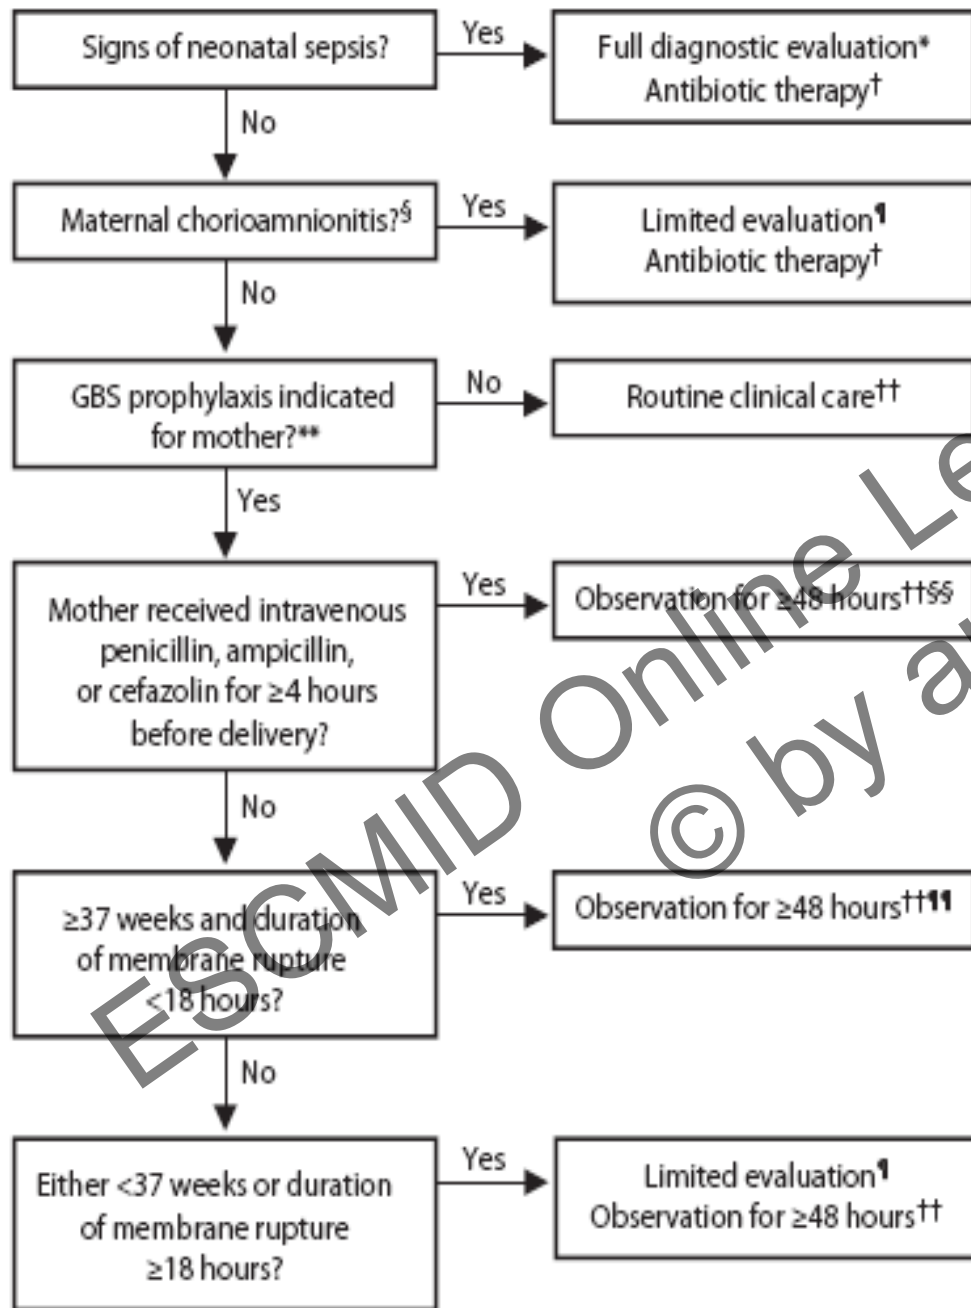 Signs of neonatal sepsis?
Yes
Full diagnostic evaluation*
Antibiotic therapy†
No
Maternal chorioamnionitis?§
Yes
Limited evaluation¶
Antibiotic therapy†
No
GBS prophylaxis indicated
for mother?**
No
Routine clinical care††
Yes
Mother received intravenous
penicillin, ampicillin,
or cefazolin for ≥4 hours
before delivery?
Yes
Observation for ≥48 hours††§§
No
≥37 weeks and duration
of membrane rupture
<18 hours?
Yes
Observation for ≥48 hours††¶¶
No
Either <37 weeks or duration
of membrane rupture
≥18 hours?
Yes
Limited evaluation¶
Observation for ≥48 hours††
ESCMID Online
© by